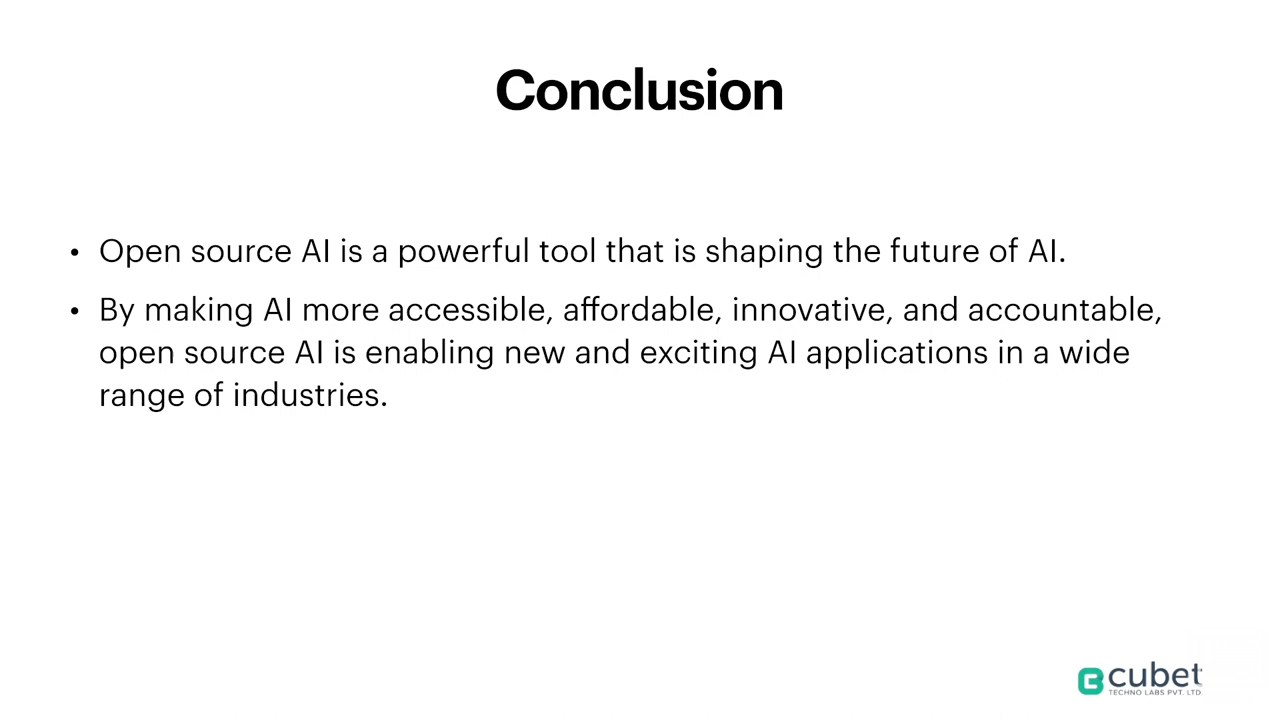 Conclusion
• Open source AI is a powerful tool that is shaping the future of AI.
• By making AI more accessible, affordable, innovative, and accountable,
open source AI is enabling new and exciting AI applications in a wide
range of industries.
cubet
TECHNO LABS PVT. LTD.